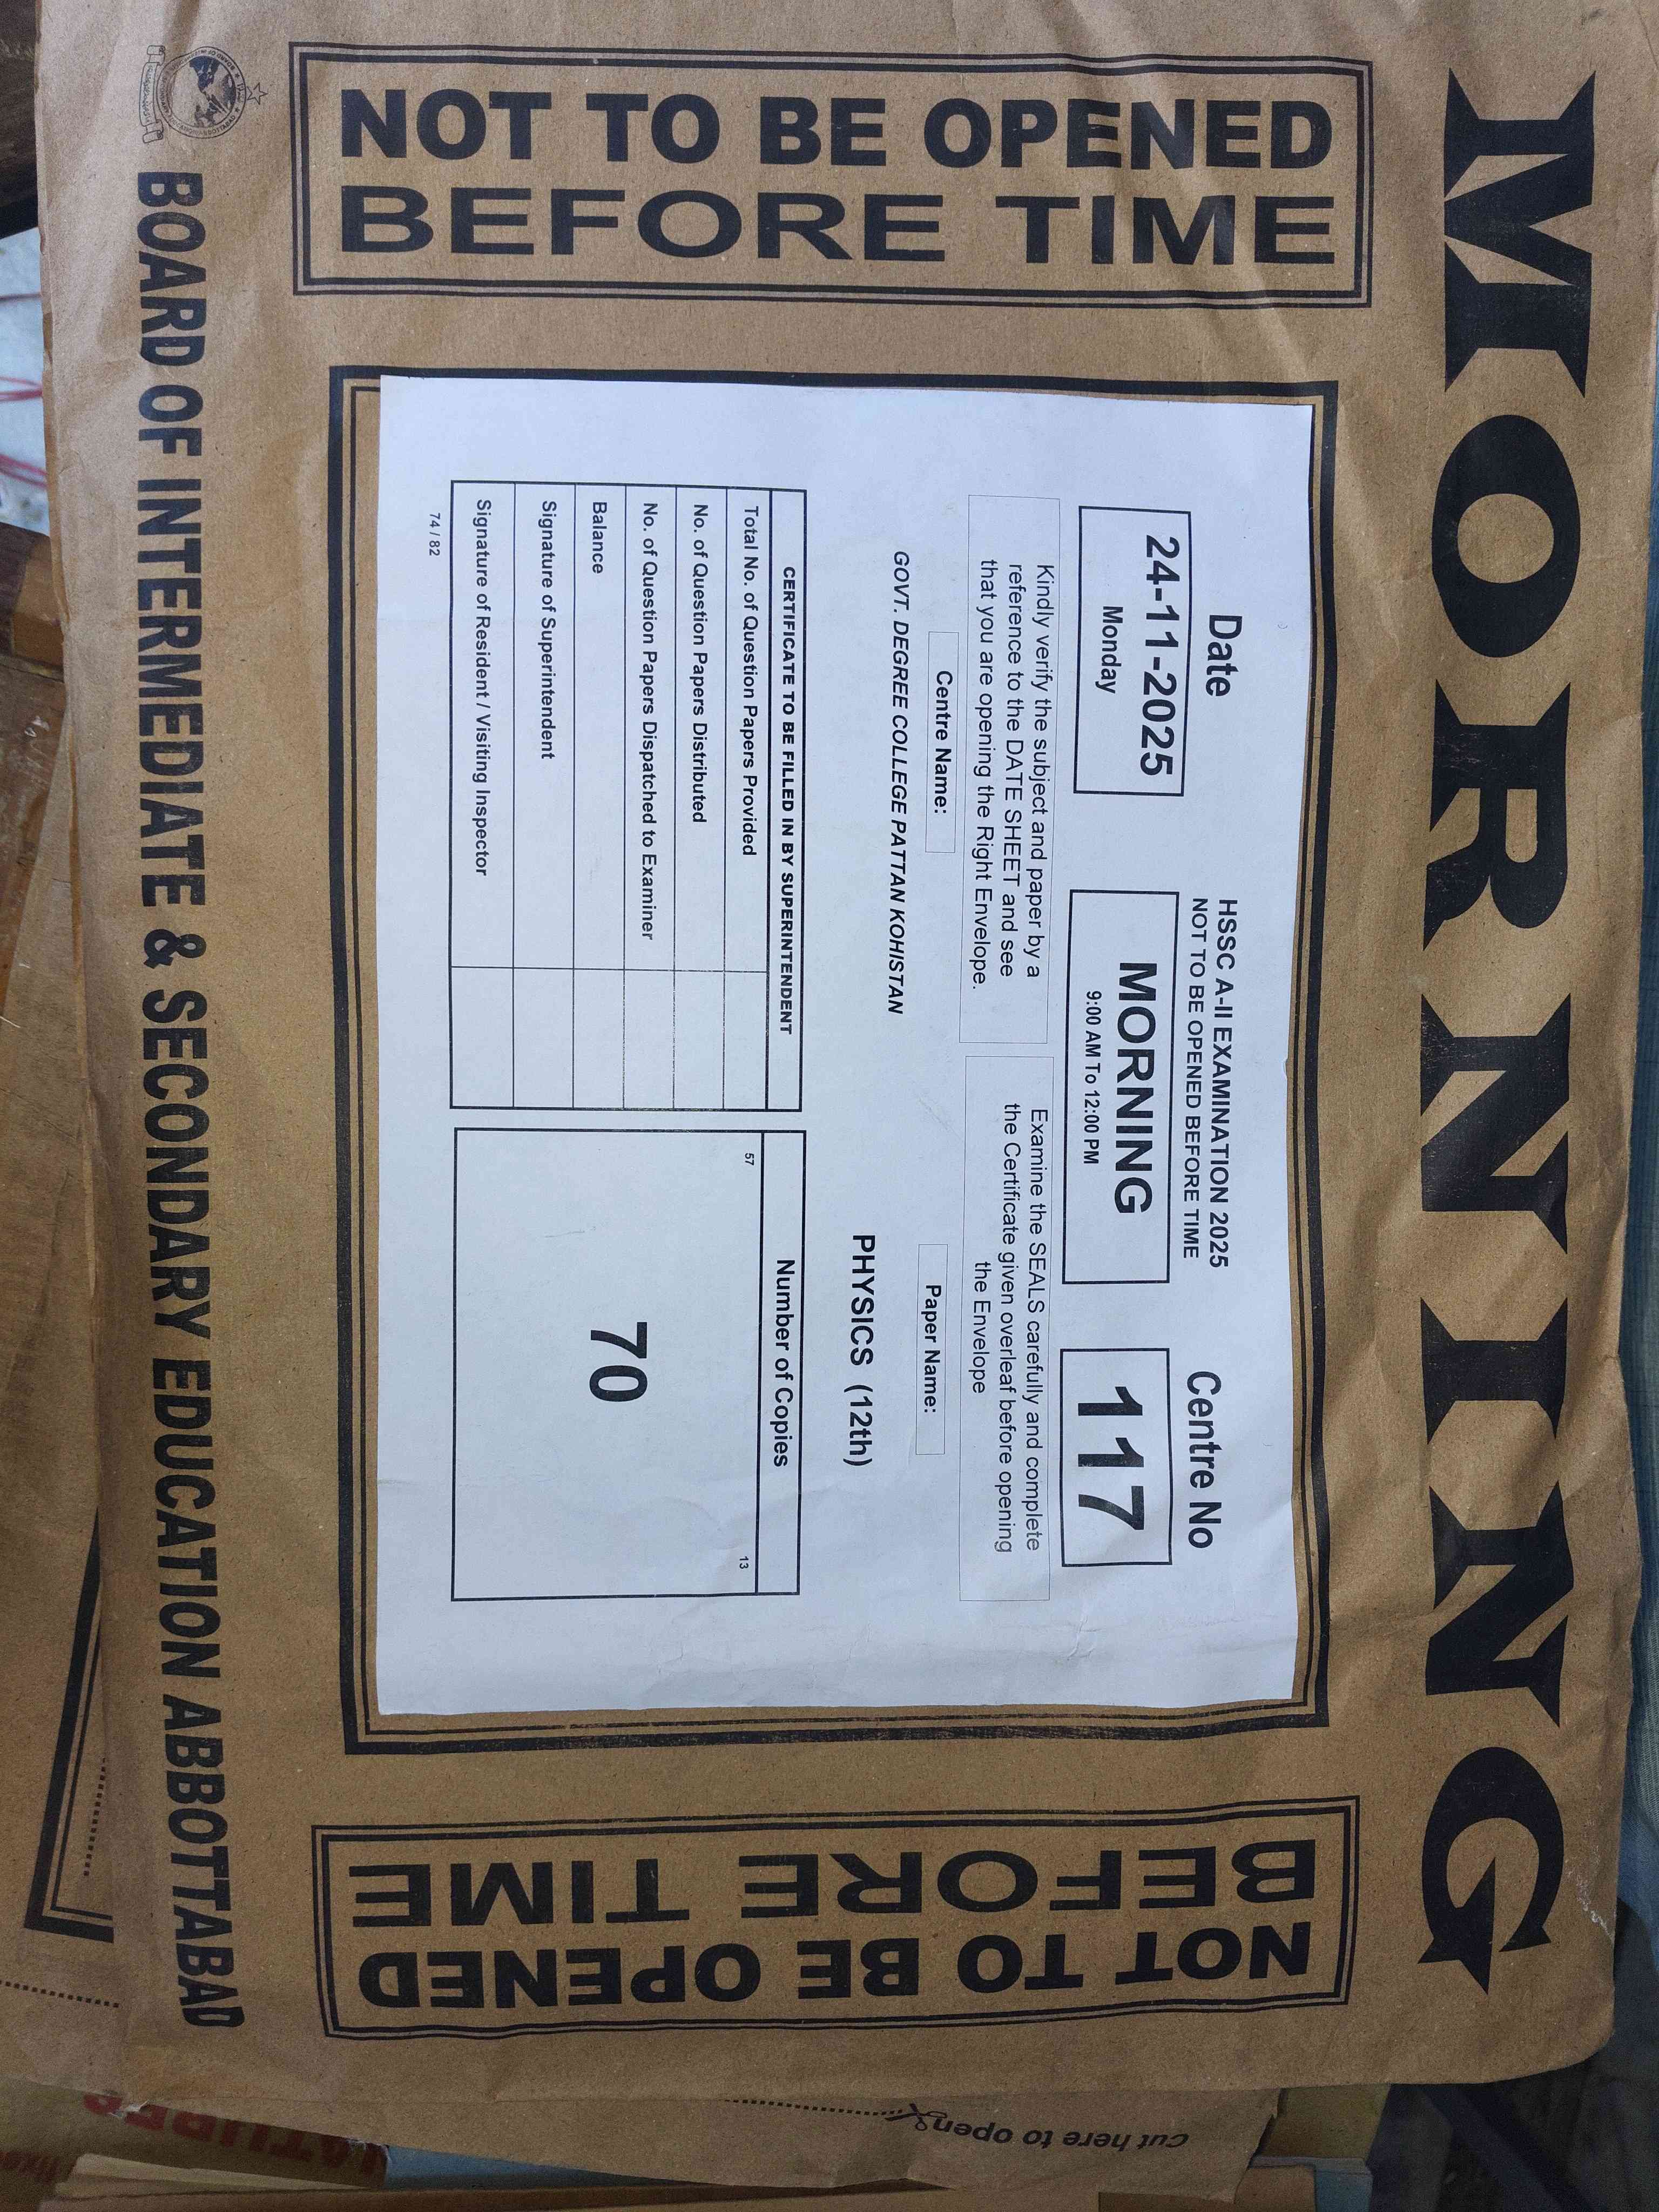 MORNING
NOT TO BE OPENED
BEFORE TIME
Date
24-11-2025
Monday
HSSC A-II EXAMINATION 2025
NOT TO BE OPENED BEFORE TIME
MORNING
9:00 AM To 12:00 PM
Centre No
117
Kindly verify the subject and paper by a
reference to the DATE SHEET and see
that you are opening the Right Envelope.
Examine the SEALS carefully and complete
the Certificate given overleaf before opening
the Envelope
Centre Name:
GOVT. DEGREE COLLEGE PATTAN KOHISTAN
Paper Name:
PHYSICS (12th)
CERTIFICATE TO BE FILLED IN BY SUPERINTENDENT
Total No. of Question Papers Provided
No. of Question Papers Distributed
No. of Question Papers Dispatched to Examiner
Balance
Signature of Superintendent
Signature of Resident / Visiting Inspector
74 / 82
Number of Copies
57
13
70
NOT TO BE OPENED
BEFORE TIME
BOARD OF INTERMEDIATE & SECONDARY EDUCATION ABBOTTABAD
Cut here to open